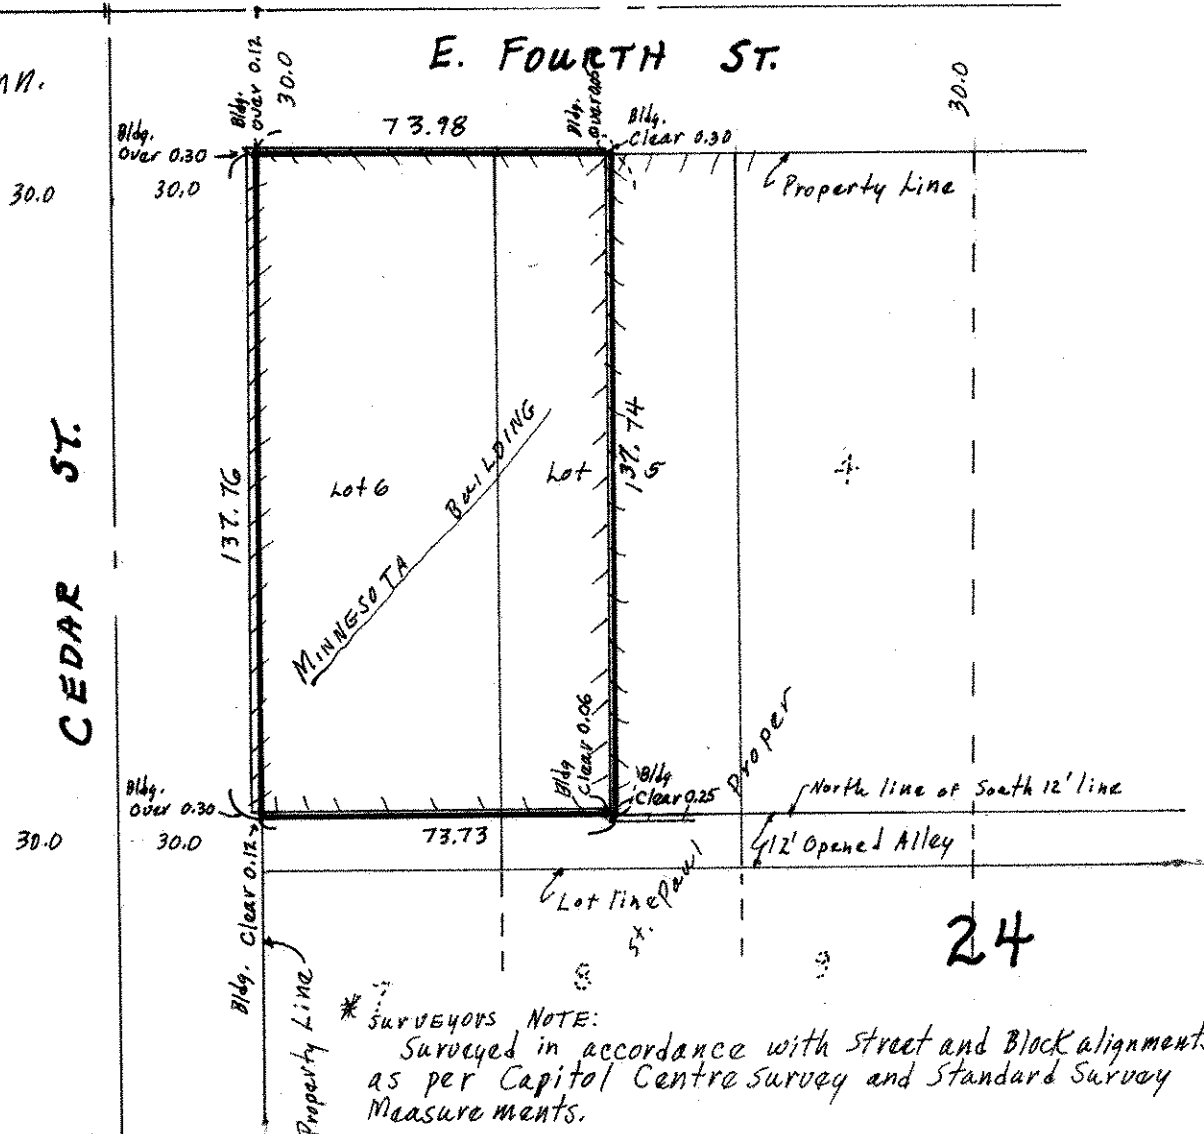 E. FOURTH ST.
NN.
Bldg.
over 0.12
30.0
Bldg.
over 0.05
30.0
73.98
Bldg.
Clear 0.30
Bldg.
Over 0.30
30.0
30.0
Property Line
CEDAR ST.
137.76
Lot 6
MINNESOTA BUILDING
Lot 5
137.74
4
Bldg
Clear 0.06
Bldg
Clear 0.25
Proper
North line of South 12' line
Bldg.
Over 0.30
30.0
30.0
73.73
12' Opened Alley
Bldg. Clear 0.12
Lot line
Paul
St.
24
Property Line
* SURVEYORS NOTE:
Surveyed in accordance with Street and Block alignments
as per Capitol Centre Survey and Standard Survey
Measurements.